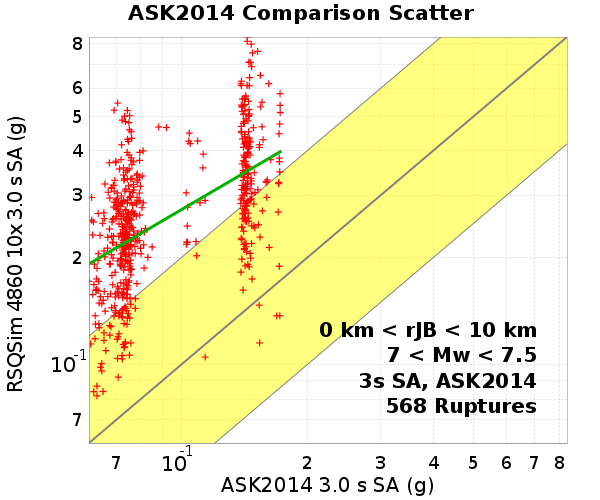 ASK2014 Comparison Scatter
RSQSim 4860 10x 3.0 s SA (g)
8
6
5
4
3
2
10⁻¹
7
0 km < rJB < 10 km
7 < Mw < 7.5
3s SA, ASK2014
568 Ruptures
7 10⁻¹ 2 3 4 5 6 7 8
ASK2014 3.0 s SA (g)